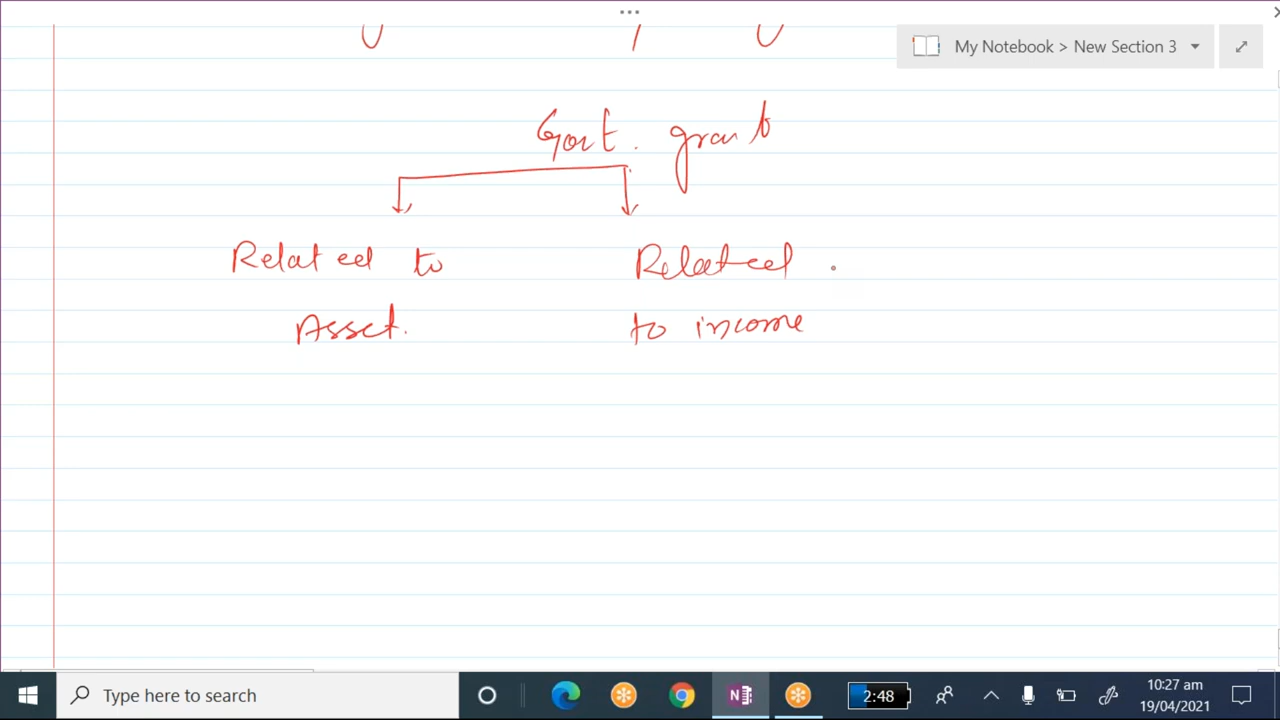 My Notebook > New Section 3
Govt. grant
Related to
Asset.
Related
to income
Type here to search
2:48
10:27 am
19/04/2021